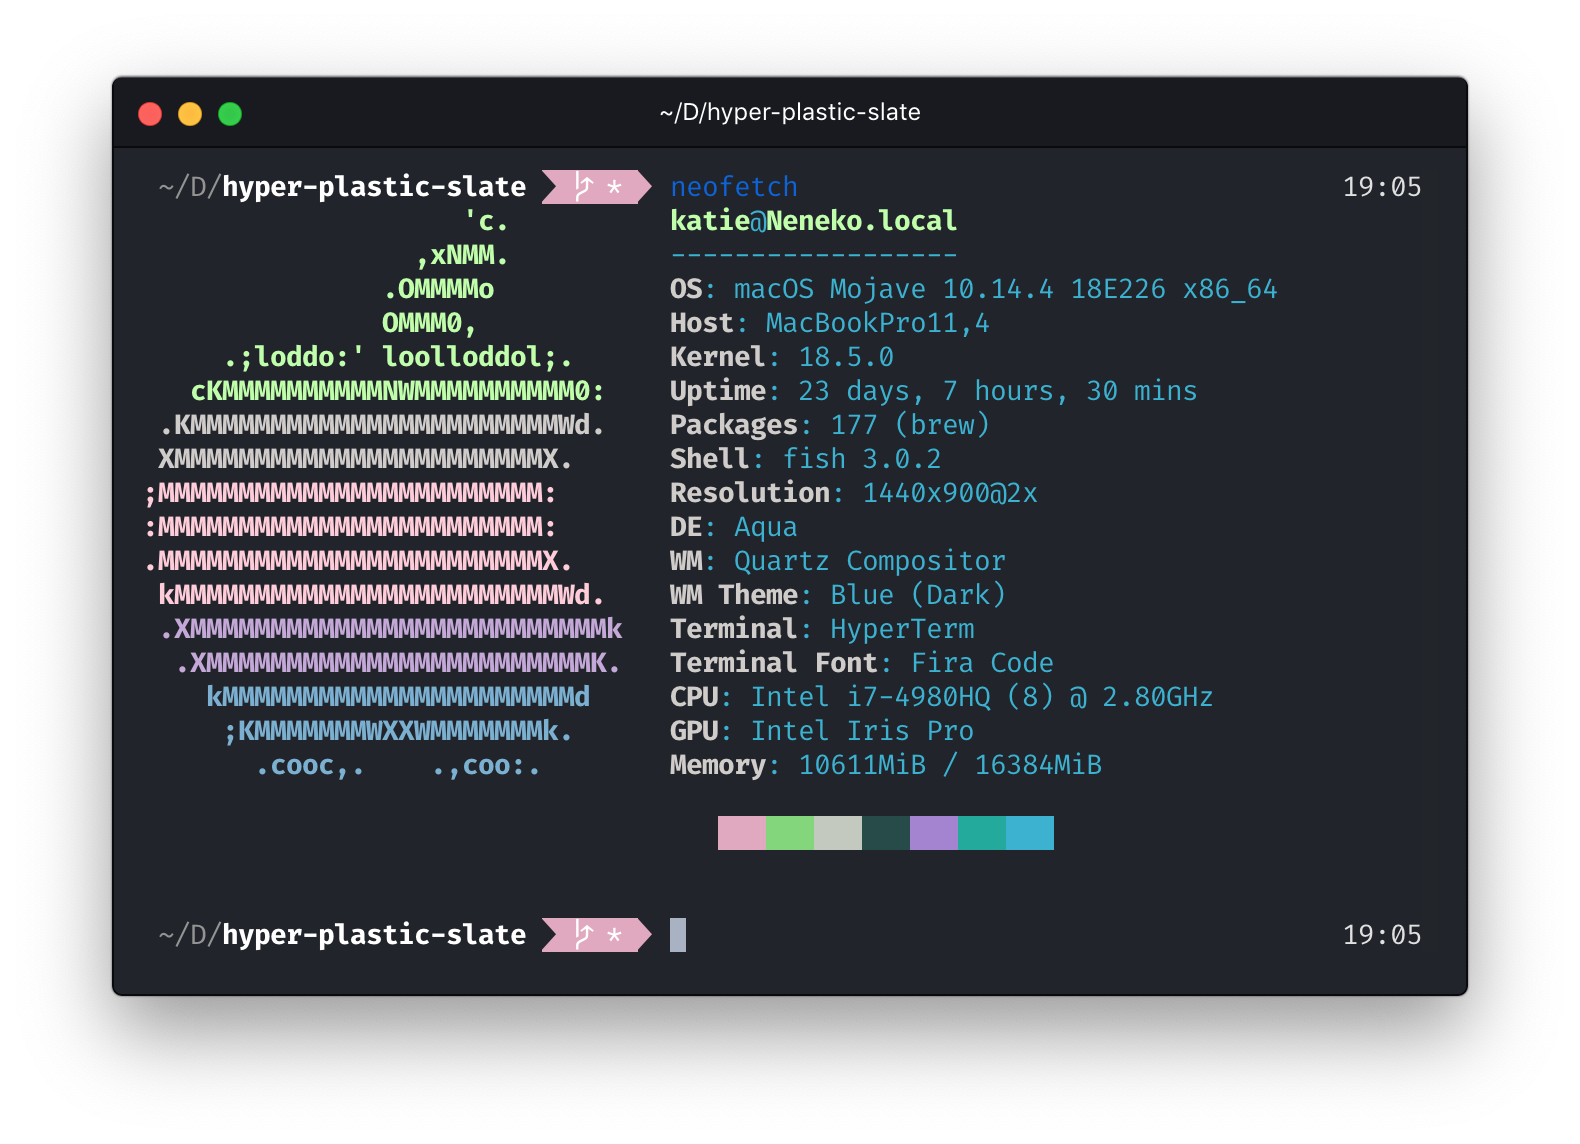 ~/D/hyper-plastic-slate
~/D/hyper-plastic-slate * neofetch 19:05
'c. katie@Neneko.local
,xNMM. ------------------
.OMMMMo OS: macOS Mojave 10.14.4 18E226 x86_64
OMMM0, Host: MacBookPro11,4
.;loddo:' loolloddol;. Kernel: 18.5.0
cKMMMMMMMMMMNWMMMMMMMMMM0: Uptime: 23 days, 7 hours, 30 mins
.KMMMMMMMMMMMMMMMMMMMMMMMWd. Packages: 177 (brew)
XMMMMMMMMMMMMMMMMMMMMMMMX. Shell: fish 3.0.2
;MMMMMMMMMMMMMMMMMMMMMMMM: Resolution: 1440x900@2x
:MMMMMMMMMMMMMMMMMMMMMMMM: DE: Aqua
.MMMMMMMMMMMMMMMMMMMMMMMMX. WM: Quartz Compositor
kMMMMMMMMMMMMMMMMMMMMMMMMWd. WM Theme: Blue (Dark)
.XMMMMMMMMMMMMMMMMMMMMMMMMMMk Terminal: HyperTerm
.XMMMMMMMMMMMMMMMMMMMMMMMMK. Terminal Font: Fira Code
kMMMMMMMMMMMMMMMMMMMMMMd CPU: Intel i7-4980HQ (8) @ 2.80GHz
;KMMMMMMMWXXWMMMMMMMk. GPU: Intel Iris Pro
.cooc,. .,coo:. Memory: 10611MiB / 16384MiB
~/D/hyper-plastic-slate * 19:05